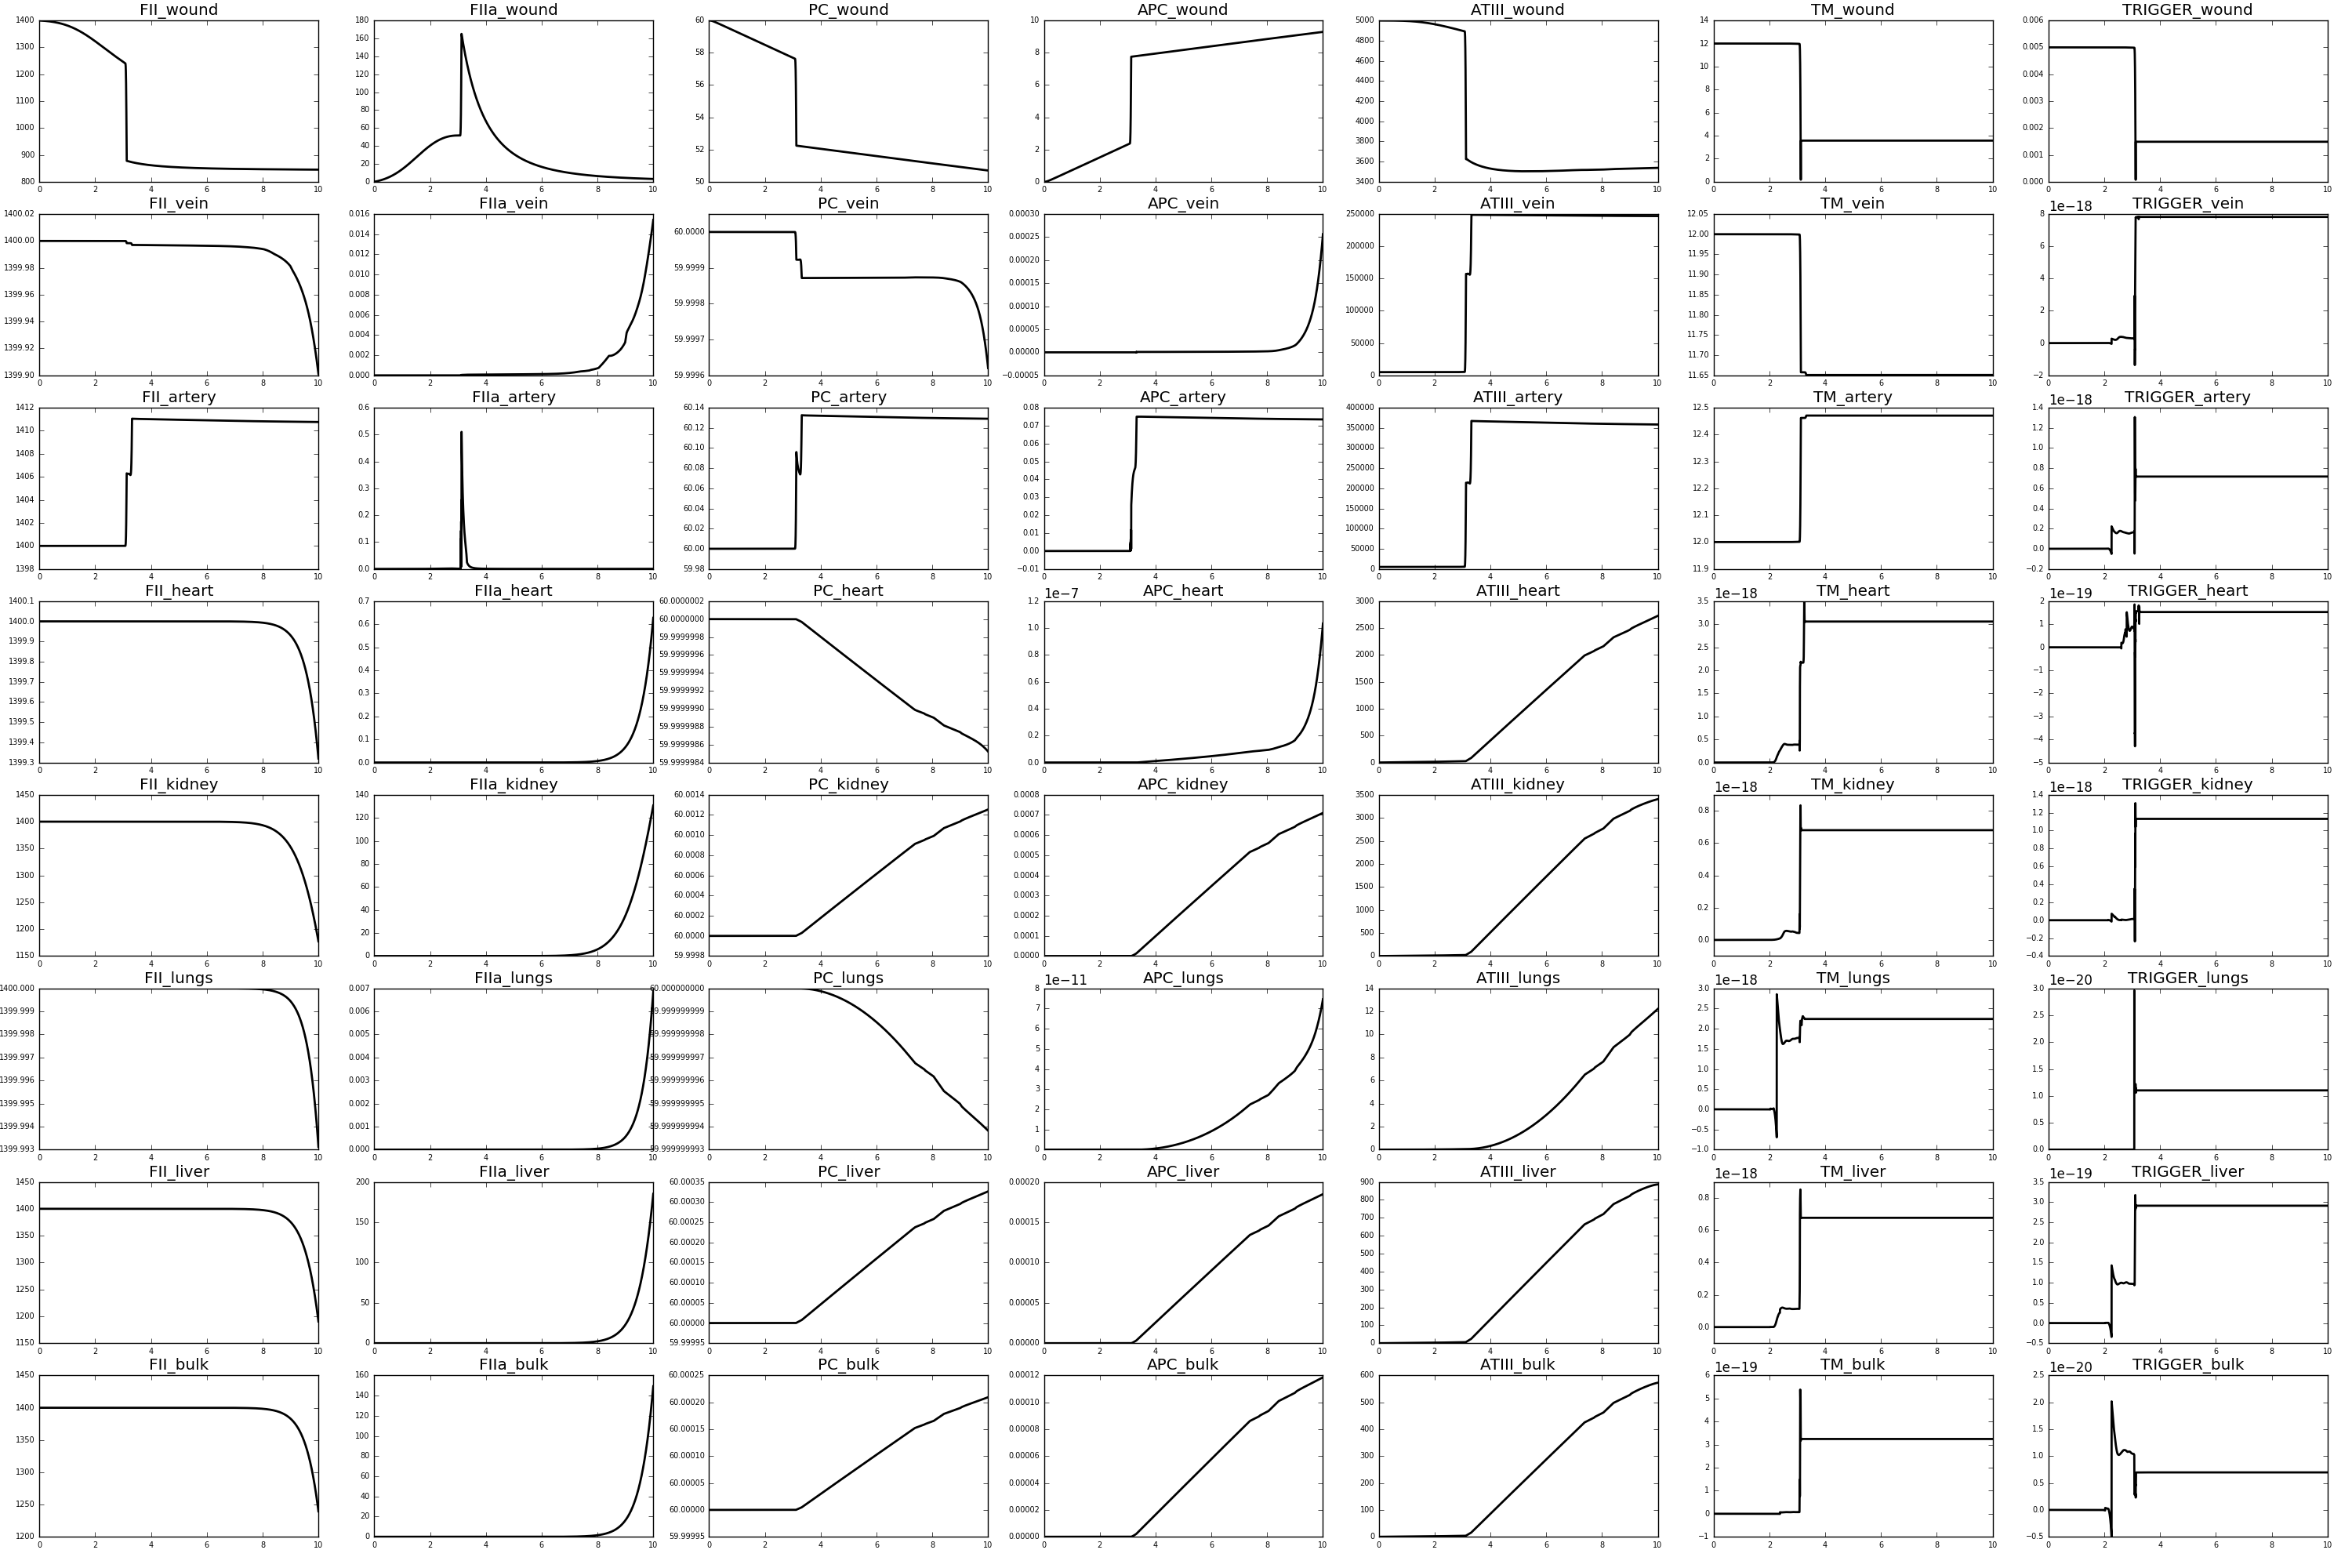 FII_wound
1400 1300 1200 1100 1000 900 800
0 2 4 6 8 10
FIIa_wound
180 160 140 120 100 80 60 40 20 0
0 2 4 6 8 10
PC_wound
60 58 56 54 52 50
0 2 4 6 8 10
APC_wound
10 8 6 4 2 0
0 2 4 6 8 10
ATIII_wound
5000 4800 4600 4400 4200 4000 3800 3600 3400
0 2 4 6 8 10
TM_wound
14 12 10 8 6 4 2 0
0 2 4 6 8 10
TRIGGER_wound
0.006 0.005 0.004 0.003 0.002 0.001 0.000
0 2 4 6 8 10
FII_vein
1400.02 1400.00 1399.98 1399.96 1399.94 1399.92 1399.90
0 2 4 6 8 10
FIIa_vein
0.016 0.014 0.012 0.010 0.008 0.006 0.004 0.002 0.000
0 2 4 6 8 10
PC_vein
60.0000 59.9999 59.9998 59.9997 59.9996
0 2 4 6 8 10
APC_vein
0.00030 0.00025 0.00020 0.00015 0.00010 0.00005 0.00000 −0.00005
0 2 4 6 8 10
ATIII_vein
250000 200000 150000 100000 50000 0
0 2 4 6 8 10
TM_vein
12.05 12.00 11.95 11.90 11.85 11.80 11.75 11.70 11.65
0 2 4 6 8 10
TRIGGER_vein
1e−18
8 6 4 2 0 −2
0 2 4 6 8 10
FII_artery
1412 1410 1408 1406 1404 1402 1400 1398
0 2 4 6 8 10
FIIa_artery
0.6 0.5 0.4 0.3 0.2 0.1 0.0
0 2 4 6 8 10
PC_artery
60.14 60.12 60.10 60.08 60.06 60.04 60.02 60.00 59.98
0 2 4 6 8 10
APC_artery
0.08 0.07 0.06 0.05 0.04 0.03 0.02 0.01 0.00 −0.01
0 2 4 6 8 10
ATIII_artery
400000 350000 300000 250000 200000 150000 100000 50000 0
0 2 4 6 8 10
TM_artery
12.5 12.4 12.3 12.2 12.1 12.0 11.9
0 2 4 6 8 10
TRIGGER_artery
1e−18
1.4 1.2 1.0 0.8 0.6 0.4 0.2 0.0 −0.2
0 2 4 6 8 10
FII_heart
1400.1 1400.0 1399.9 1399.8 1399.7 1399.6 1399.5 1399.4 1399.3
0 2 4 6 8 10
FIIa_heart
0.7 0.6 0.5 0.4 0.3 0.2 0.1 0.0
0 2 4 6 8 10
PC_heart
60.0000002 60.0000000 59.9999998 59.9999996 59.9999994 59.9999992 59.9999990 59.9999988 59.9999986 59.9999984
0 2 4 6 8 10
APC_heart
1e−7
1.2 1.0 0.8 0.6 0.4 0.2 0.0
0 2 4 6 8 10
ATIII_heart
3000 2500 2000 1500 1000 500 0
0 2 4 6 8 10
TM_heart
1e−18
3.5 3.0 2.5 2.0 1.5 1.0 0.5 0.0
0 2 4 6 8 10
TRIGGER_heart
1e−19
2 1 0 −1 −2 −3 −4 −5
0 2 4 6 8 10
FII_kidney
1450 1400 1350 1300 1250 1200 1150
0 2 4 6 8 10
FIIa_kidney
140 120 100 80 60 40 20 0
0 2 4 6 8 10
PC_kidney
60.0014 60.0012 60.0010 60.0008 60.0006 60.0004 60.0002 60.0000 59.9998
0 2 4 6 8 10
APC_kidney
0.0008 0.0007 0.0006 0.0005 0.0004 0.0003 0.0002 0.0001 0.0000
0 2 4 6 8 10
ATIII_kidney
3500 3000 2500 2000 1500 1000 500 0
0 2 4 6 8 10
TM_kidney
1e−18
0.8 0.6 0.4 0.2 0.0
0 2 4 6 8 10
TRIGGER_kidney
1e−18
1.4 1.2 1.0 0.8 0.6 0.4 0.2 0.0 −0.2 −0.4
0 2 4 6 8 10
FII_lungs
1400.000 1399.999 1399.998 1399.997 1399.996 1399.995 1399.994 1399.993
0 2 4 6 8 10
FIIa_lungs
0.007 0.006 0.005 0.004 0.003 0.002 0.001 0.000
0 2 4 6 8 10
PC_lungs
60.000000000 59.999999999 59.999999998 59.999999997 59.999999996 59.999999995 59.999999994 59.999999993
0 2 4 6 8 10
APC_lungs
1e−11
8 7 6 5 4 3 2 1 0
0 2 4 6 8 10
ATIII_lungs
14 12 10 8 6 4 2 0
0 2 4 6 8 10
TM_lungs
1e−18
3.0 2.5 2.0 1.5 1.0 0.5 0.0 −0.5 −1.0
0 2 4 6 8 10
TRIGGER_lungs
1e−20
3.0 2.5 2.0 1.5 1.0 0.5 0.0
0 2 4 6 8 10
FII_liver
1450 1400 1350 1300 1250 1200 1150
0 2 4 6 8 10
FIIa_liver
200 150 100 50 0
0 2 4 6 8 10
PC_liver
60.00035 60.00030 60.00025 60.00020 60.00015 60.00010 60.00005 60.00000 59.99995
0 2 4 6 8 10
APC_liver
0.00020 0.00015 0.00010 0.00005 0.00000
0 2 4 6 8 10
ATIII_liver
900 800 700 600 500 400 300 200 100 0
0 2 4 6 8 10
TM_liver
1e−18
0.8 0.6 0.4 0.2 0.0
0 2 4 6 8 10
TRIGGER_liver
1e−19
3.5 3.0 2.5 2.0 1.5 1.0 0.5 0.0 −0.5
0 2 4 6 8 10
FII_bulk
1450 1400 1350 1300 1250 1200
0 2 4 6 8 10
FIIa_bulk
160 140 120 100 80 60 40 20 0
0 2 4 6 8 10
PC_bulk
60.00025 60.00020 60.00015 60.00010 60.00005 60.00000 59.99995
0 2 4 6 8 10
APC_bulk
0.00012 0.00010 0.00008 0.00006 0.00004 0.00002 0.00000
0 2 4 6 8 10
ATIII_bulk
600 500 400 300 200 100 0
0 2 4 6 8 10
TM_bulk
1e−19
6 5 4 3 2 1 0 −1
0 2 4 6 8 10
TRIGGER_bulk
1e−20
2.5 2.0 1.5 1.0 0.5 0.0 −0.5
0 2 4 6 8 10